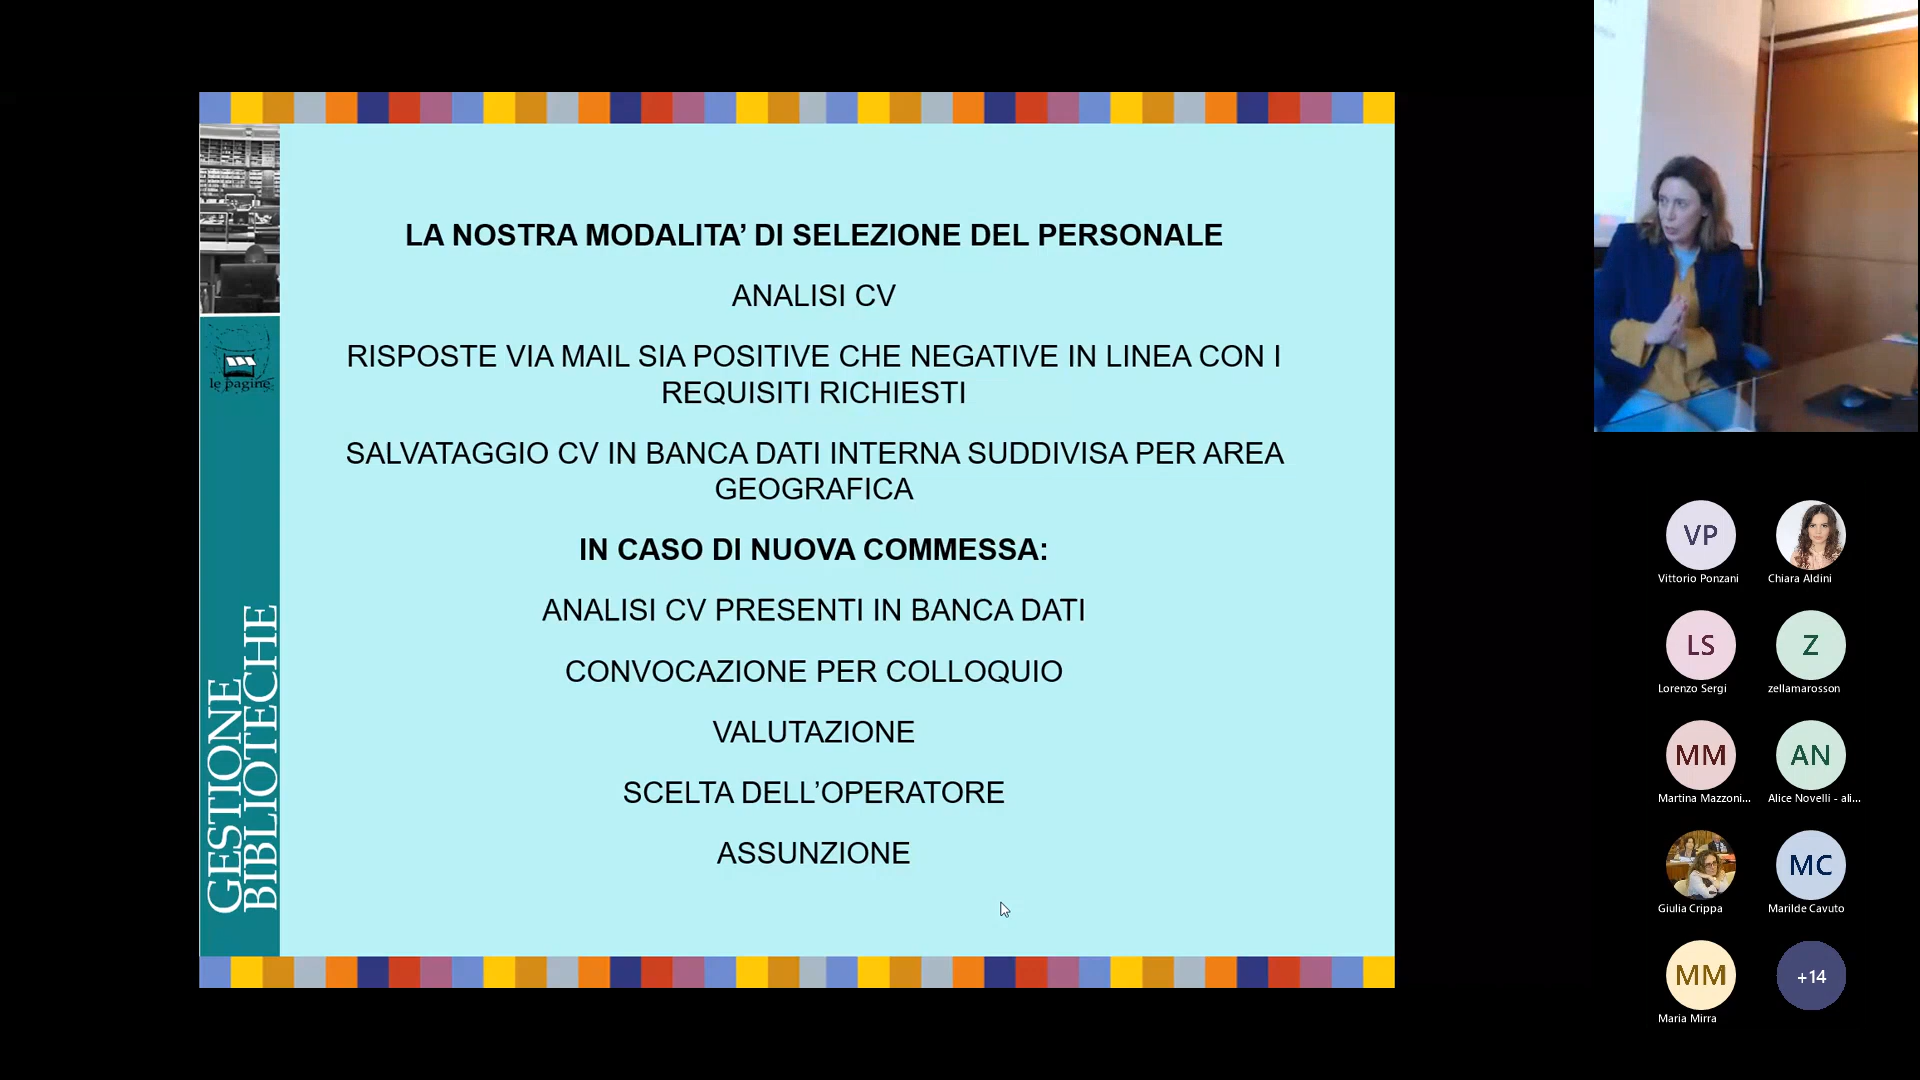 LA NOSTRA MODALITA’ DI SELEZIONE DEL PERSONALE
ANALISI CV
RISPOSTE VIA MAIL SIA POSITIVE CHE NEGATIVE IN LINEA CON I
REQUISITI RICHIESTI
SALVATAGGIO CV IN BANCA DATI INTERNA SUDDIVISA PER AREA
GEOGRAFICA
IN CASO DI NUOVA COMMESSA:
ANALISI CV PRESENTI IN BANCA DATI
CONVOCAZIONE PER COLLOQUIO
VALUTAZIONE
SCELTA DELL’OPERATORE
ASSUNZIONE
le pagine
GESTIONE
BIBLIOTECHE
VP
Vittorio Ponzani
Chiara Aldini
LS
Lorenzo Sergi
Z
zellamarosson
MM
Martina Mazzoni...
AN
Alice Novelli - ali...
Giulia Crippa
MC
Marilde Cavuto
MM
Maria Mirra
+14